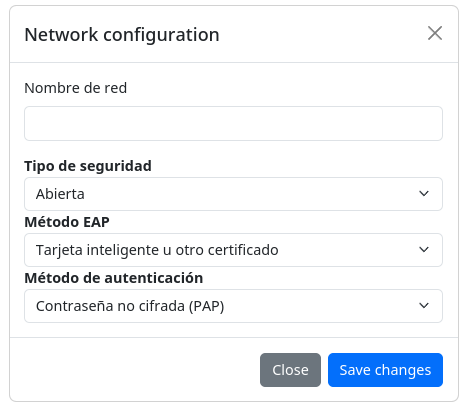 Network configuration
Nombre de red
Tipo de seguridad
Abierta
Método EAP
Tarjeta inteligente u otro certificado
Método de autenticación
Contraseña no cifrada (PAP)
Close Save changes